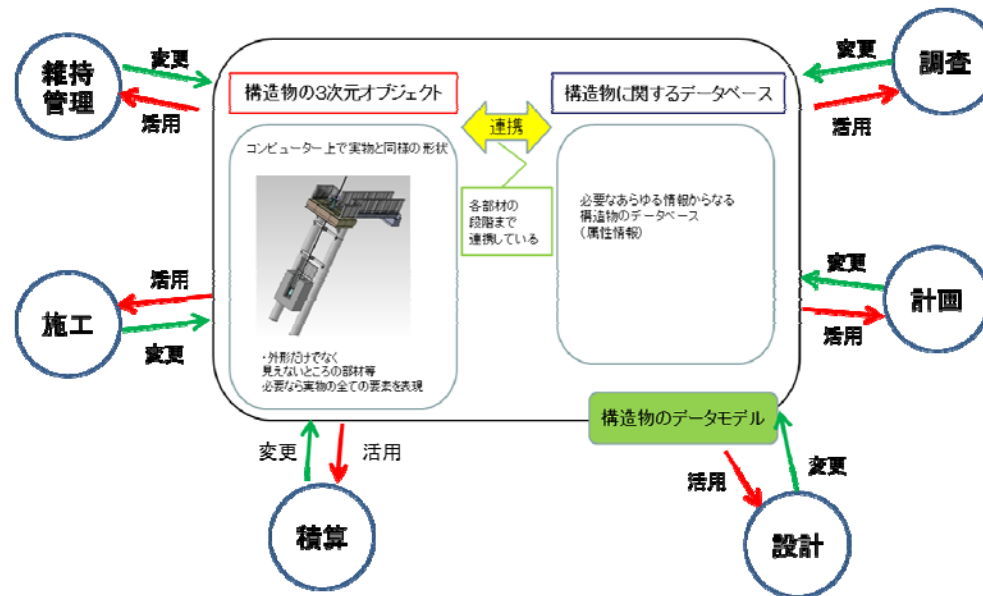 維持
管理
変更
活用
構造物の3次元オブジェクト
コンピューター上で実物と同様の形状
・外形だけでなく
見えないところの部材等
必要なら実物の全ての要素を表現
連携
各部材の
段階まで
連携している
構造物に関するデータベース
必要なあらゆる情報からなる
構造物のデータベース
(属性情報)
変更
活用
調査
活用
変更
施工
変更
活用
計画
構造物のデータモデル
変更
活用
積算
活用
変更
設計